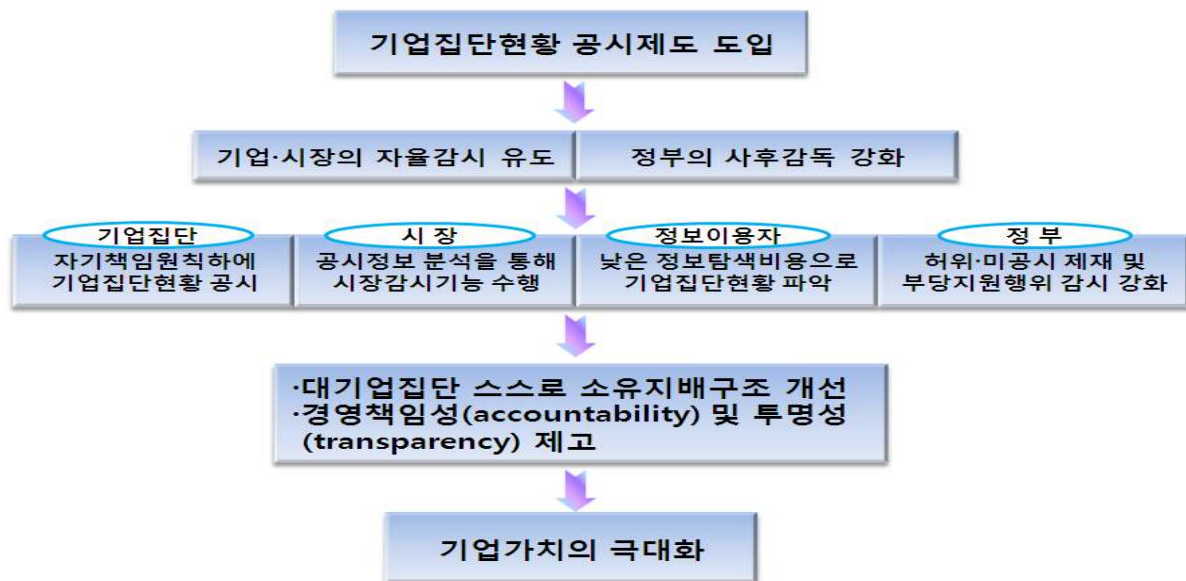 기업집단현황 공시제도 도입
기업·시장의 자율감시 유도
정부의 사후감독 강화
기업집단
자기책임원칙하에
기업집단현황 공시
시 장
공시정보 분석을 통해
시장감시기능 수행
정보이용자
낮은 정보탐색비용으로
기업집단현황 파악
정 부
허위·미공시 제재 및
부당지원행위 감시 강화
·대기업집단 스스로 소유지배구조 개선
·경영책임성(accountability) 및 투명성
(transparency) 제고
기업가치의 극대화